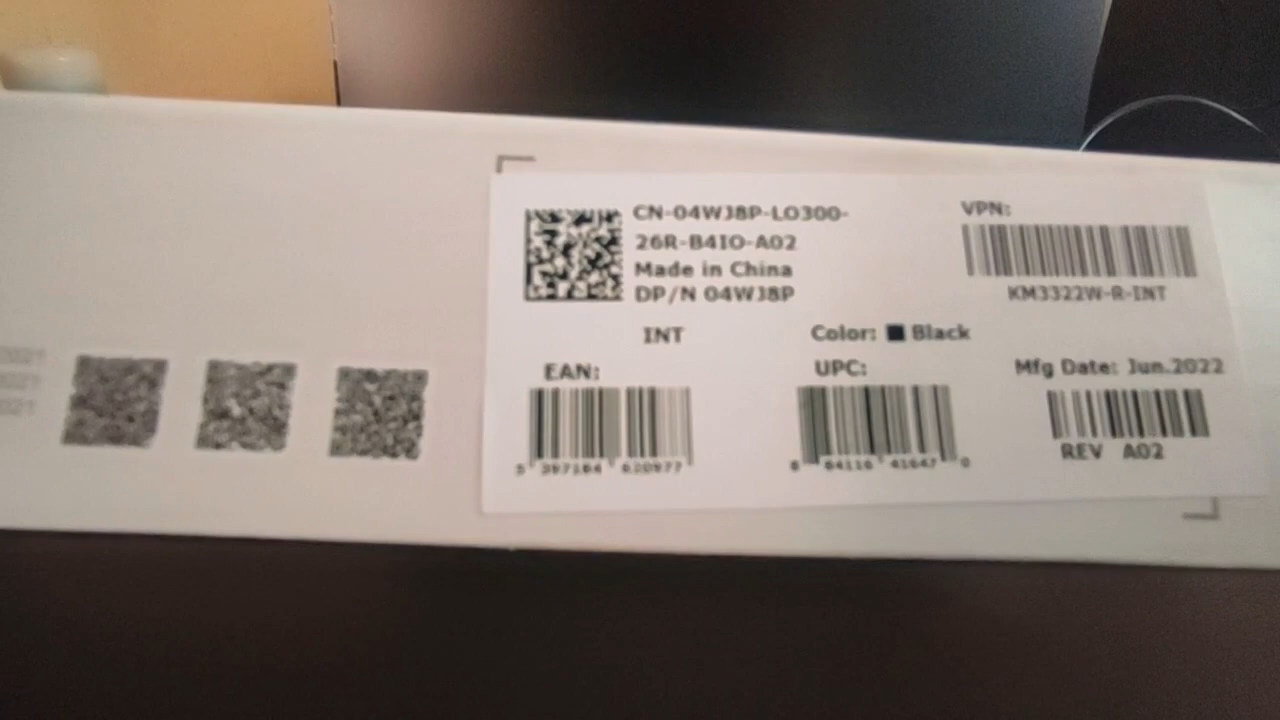 CN-04WJ8P-LO300-
26R-B4IO-A02
Made in China
DP/N 04WJ8P
VPN:
KM3322W-R-INT
INT
Color: Black
EAN:
UPC:
Mfg Date: Jun.2022
REV A02